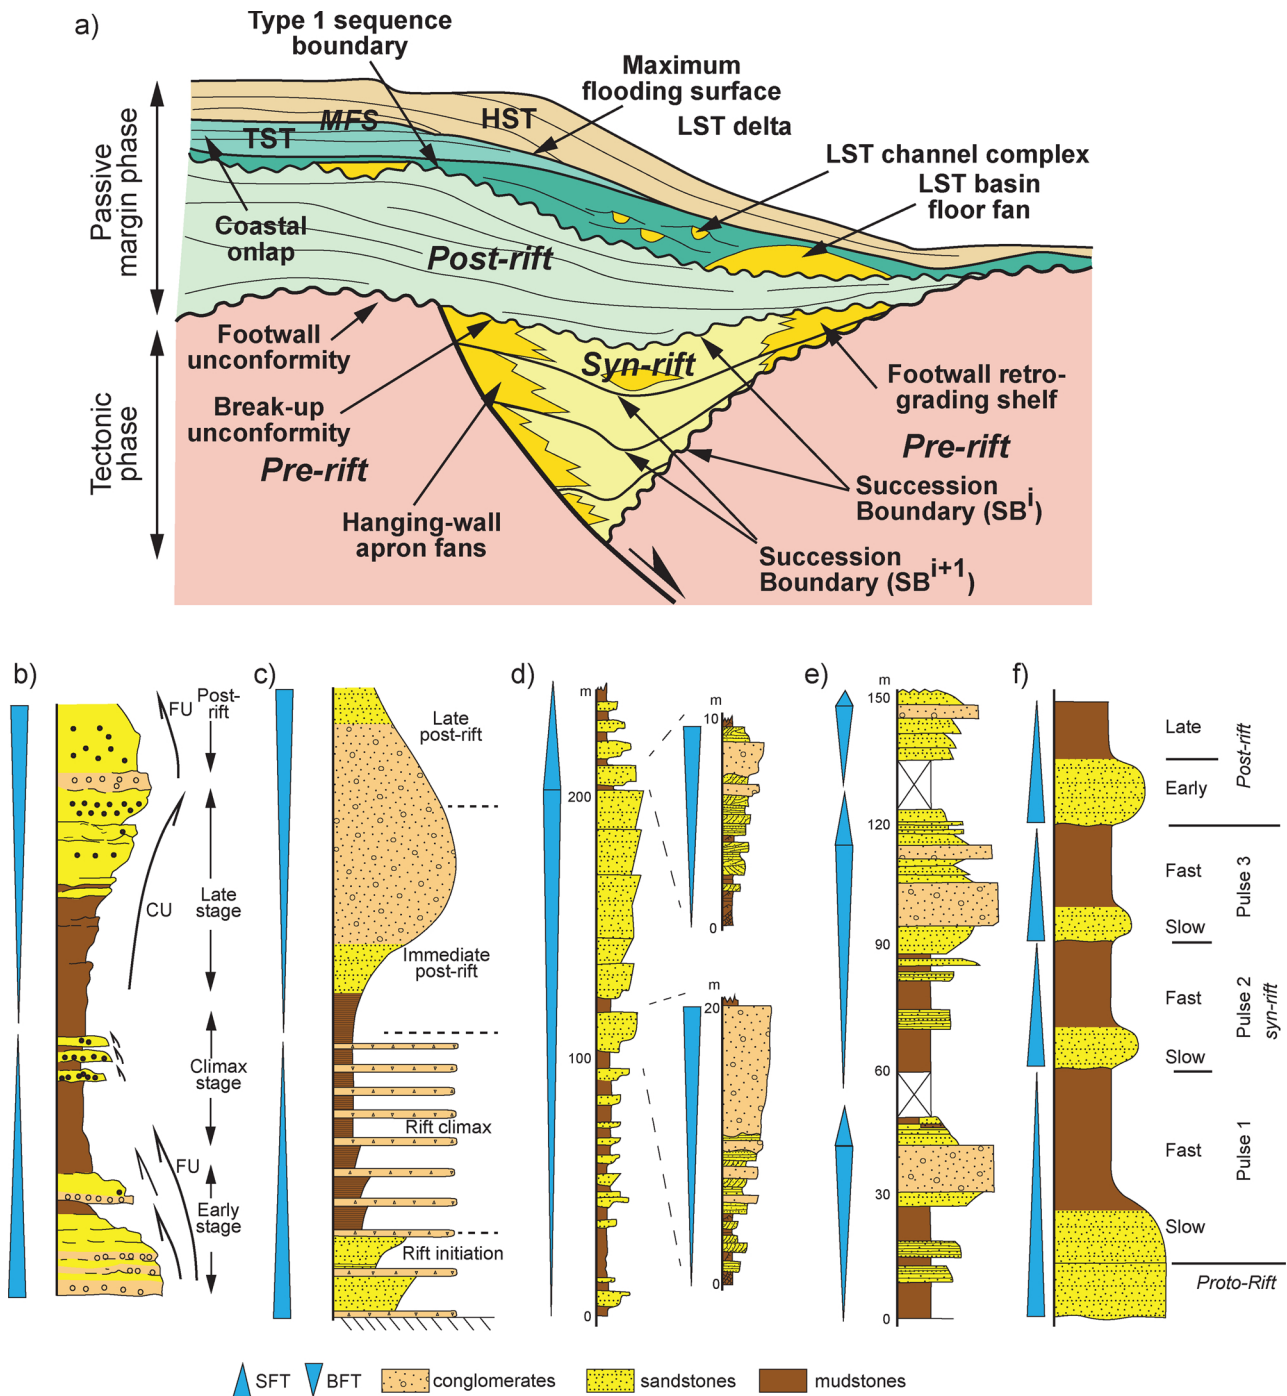 a)
Type 1 sequence
boundary
Maximum
flooding surface
LST delta
LST channel complex
LST basin
floor fan
MFS
HST
TST
Coastal
onlap
Post-rift
Passive
margin phase
Footwall
unconformity
Syn-rift
Footwall retro-
grading shelf
Break-up
unconformity
Pre-rift
Pre-rift
Tectonic
phase
Hanging-wall
apron fans
Succession
Boundary (SB^i)
Succession
Boundary (SB^i+1)
b)
FU
Post-
rift
CU
Late
stage
Climax
stage
FU
Early
stage
c)
Late
post-rift
Immediate
post-rift
Rift climax
Rift initiation
d)
m
200
100
0
m
10
0
m
20
0
e)
m
150
120
90
60
30
0
f)
Late
Early
Post-rift
Fast
Slow
Pulse 3
Fast
Slow
Pulse 2
syn-rift
Fast
Slow
Pulse 1
Proto-Rift
SFT BFT conglomerates sandstones mudstones